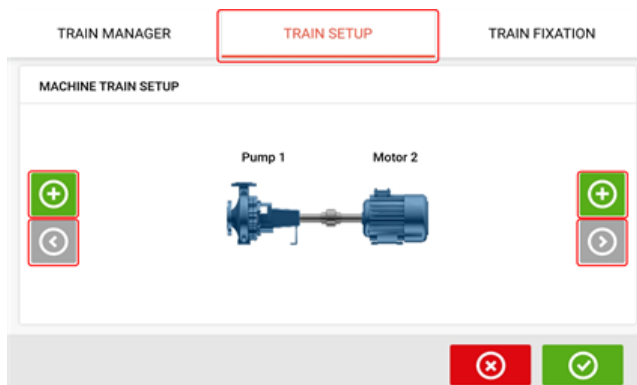 TRAIN MANAGER TRAIN SETUP TRAIN FIXATION
MACHINE TRAIN SETUP
Pump 1 Motor 2